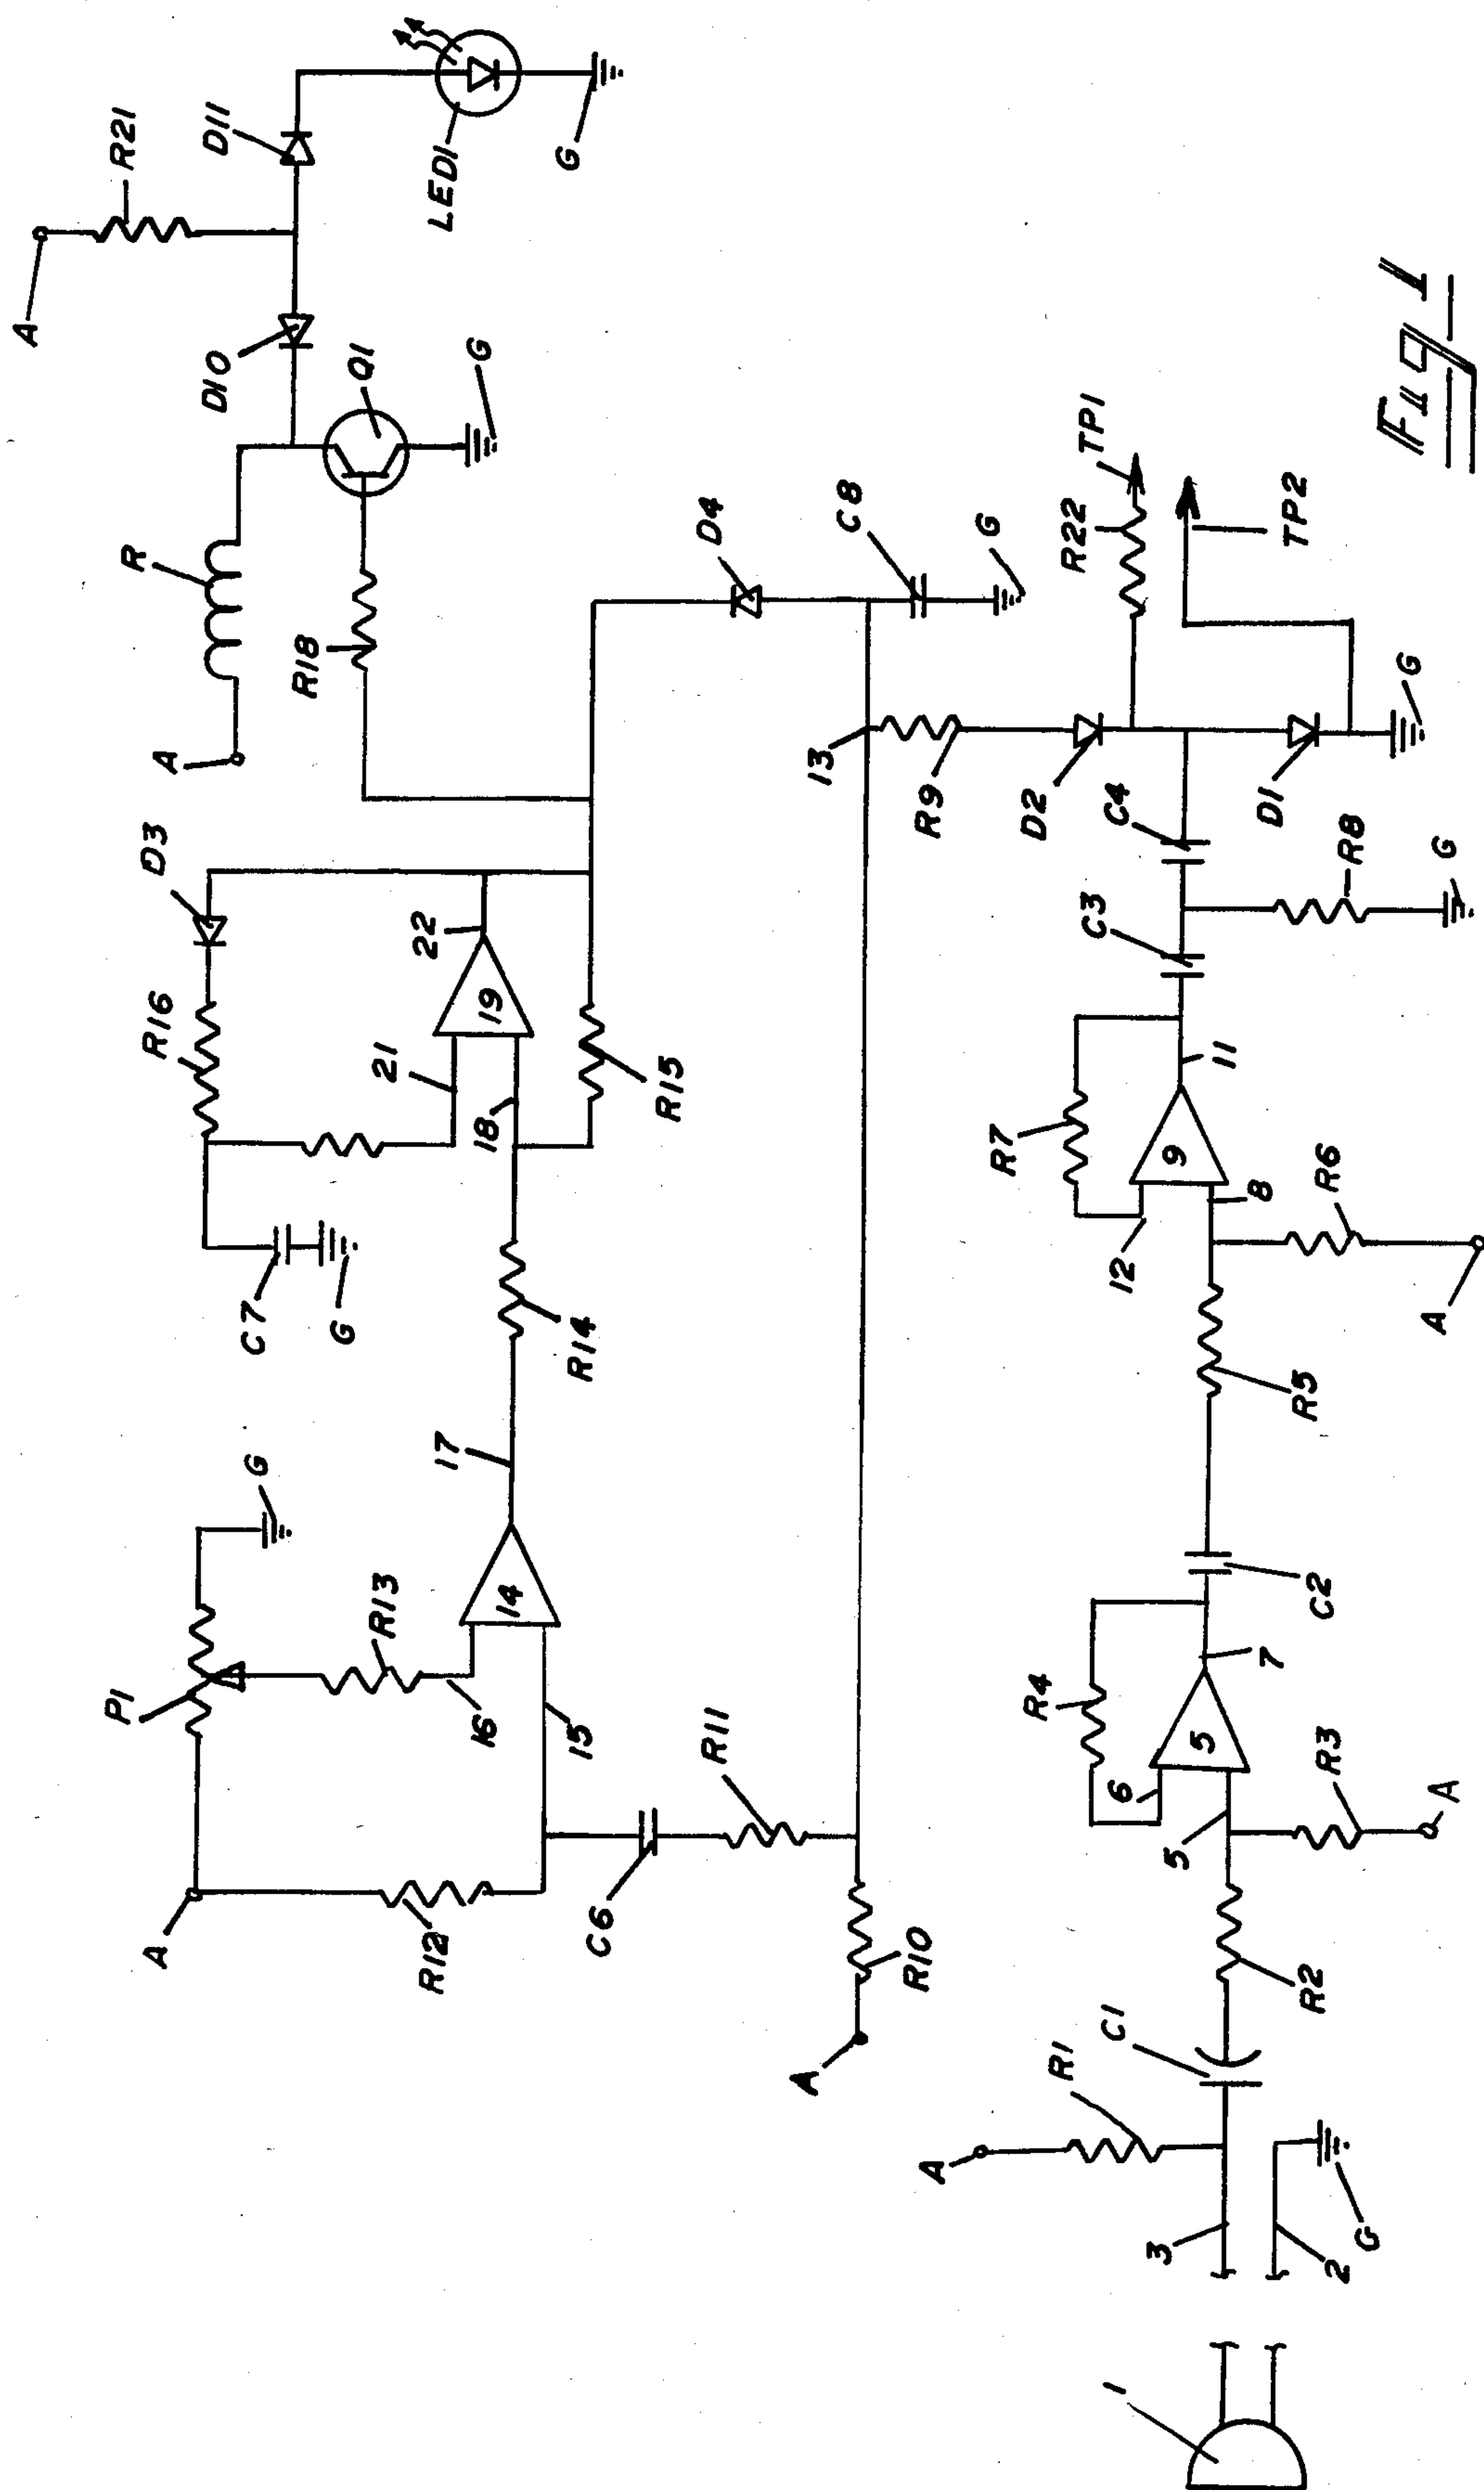 A
R21
D11
D10
LED1
G
R
A
Q1
G
R18
D3
R16
22
19
21
18
R15
C7
G
R14
17
G
P1
R13
14
16
15
A
R12
C6
R11
D4
C8
G
13
R9
R10
A
R22
TP1
TP2
D2
D1
G
C4
R8
G
C3
11
R7
9
8
12
R6
A
R5
C2
7
R4
5
6
5
R3
A
R2
C1
R1
A
3
2
G
1
Fig 1